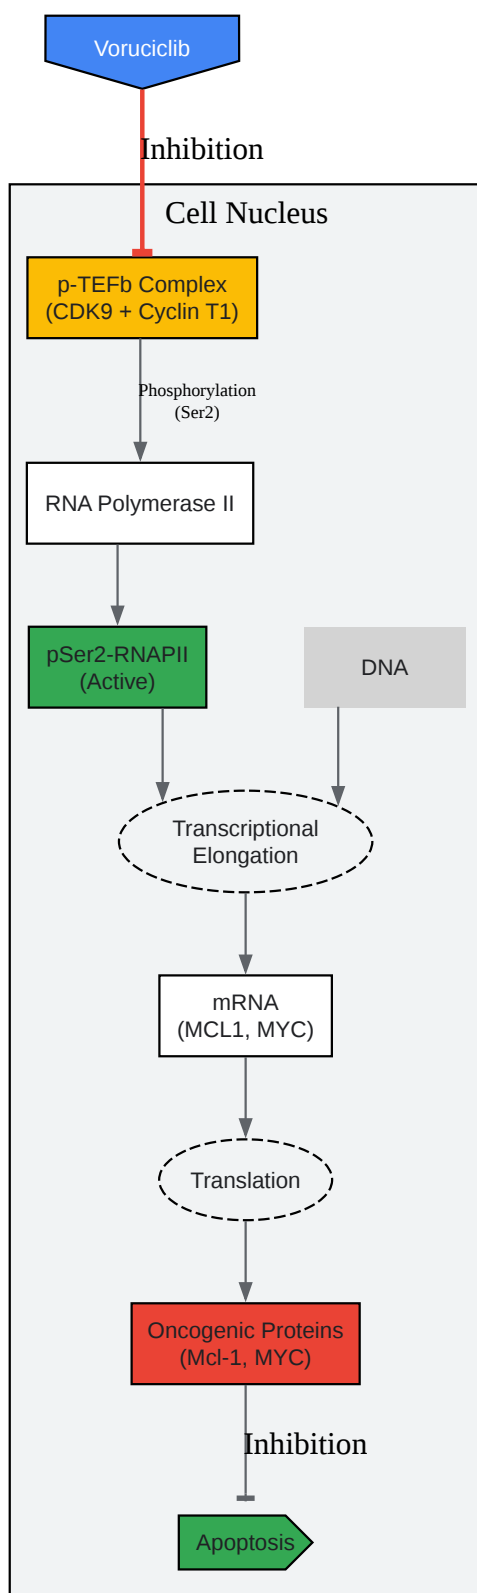 Voruciclib
Inhibition
Cell Nucleus
p-TEFb Complex
(CDK9 + Cyclin T1)
Phosphorylation
(Ser2)
RNA Polymerase II
pSer2-RNAPII
(Active)
DNA
Transcriptional
Elongation
mRNA
(MCL1, MYC)
Translation
Oncogenic Proteins
(Mcl-1, MYC)
Inhibition
Apoptosis